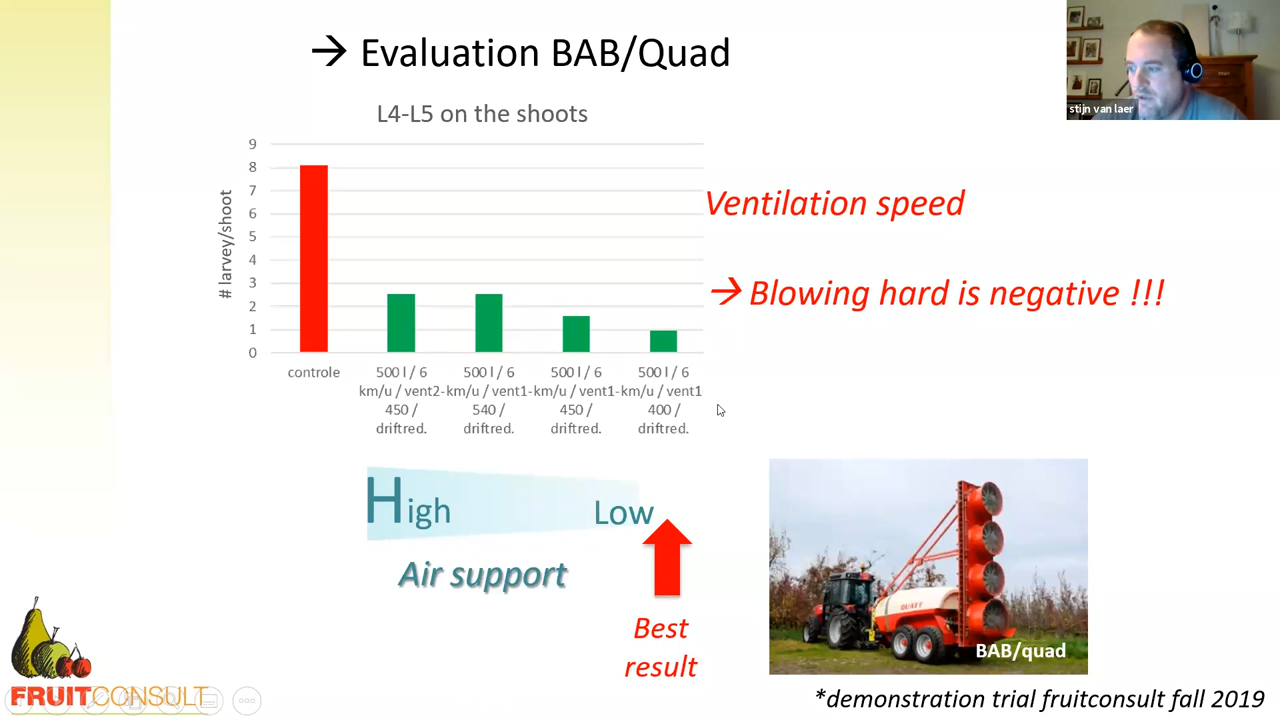 → Evaluation BAB/Quad
stijn van laer
L4-L5 on the shoots
# larvey/shoot
9
8
7
6
5
4
3
2
1
0
controle
500 l / 6 km/u / vent2-450 / driftred.
500 l / 6 km/u / vent1-540 / driftred.
500 l / 6 km/u / vent1-450 / driftred.
500 l / 6 km/u / vent1 400 / driftred.
Ventilation speed
→ Blowing hard is negative !!!
High
Low
Air support
Best
result
QUAET
BAB/quad
FRUITCONSULT
*demonstration trial fruitconsult fall 2019